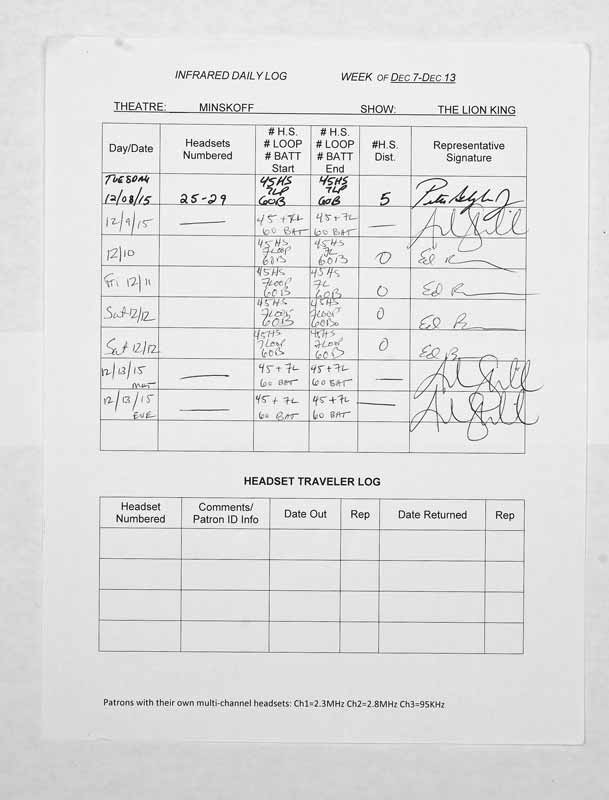 INFRARED DAILY LOG WEEK OF DEC 7-DEC 13
THEATRE: MINSKOFF SHOW: THE LION KING
Day/Date Headsets Numbered # H.S. # LOOP # BATT Start # H.S. # LOOP # BATT End #H.S. Dist. Representative Signature
TUESDAY 12/08/15 25-29 45HS 7LP 60B 45HS 7LP 60B 5
12/9/15 — 45 + 7L 60 BAT 45 + 7L 60 BAT —
12/10 45HS 7LOOP 60B 45HS 7L 60B 0 Ed
Fri 12/11 45HS 7LOOP 60B 45HS 7L 60B 0 Ed
Sat 12/12 45HS 7LOOP 60B 45HS 7LOOP 60B 0 Ed
Sat 12/12 45HS 7LOOP 60B 45HS 7LOOP 60B 0 Ed
12/13/15 MAT — 45 + 7L 60 BAT 45 + 7L 60 BAT —
12/13/15 EVE — 45 + 7L 60 BAT 45 + 7L 60 BAT —
HEADSET TRAVELER LOG
Headset Numbered Comments/ Patron ID Info Date Out Rep Date Returned Rep
Patrons with their own multi-channel headsets: Ch1=2.3MHz Ch2=2.8MHz Ch3=95KHz